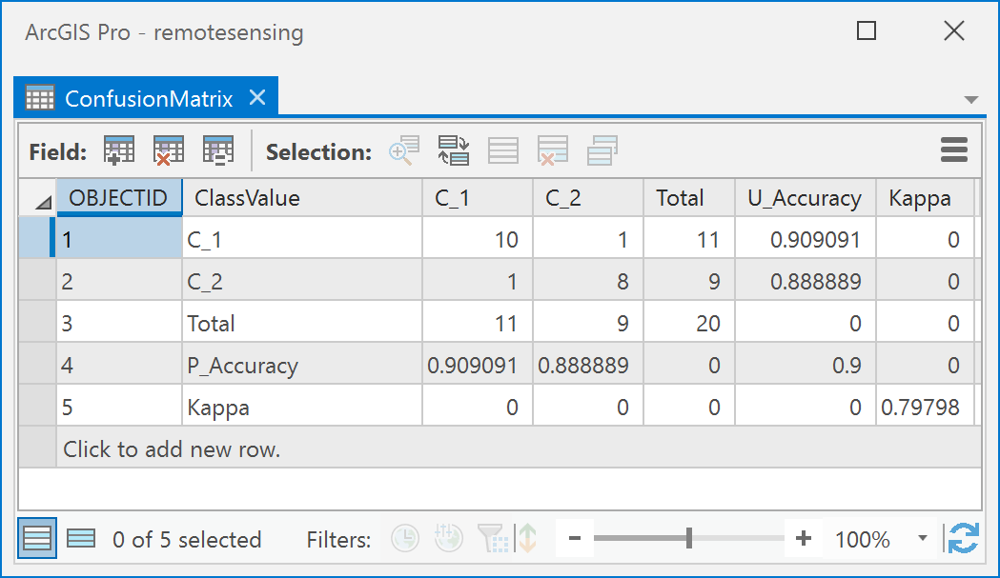 ArcGIS Pro - remotesensing
ConfusionMatrix
Field: Selection:
OBJECTID ClassValue C_1 C_2 Total U_Accuracy Kappa
1 C_1 10 1 11 0.909091 0
2 C_2 1 8 9 0.888889 0
3 Total 11 9 20 0 0
4 P_Accuracy 0.909091 0.888889 0 0.9 0
5 Kappa 0 0 0 0 0.79798
Click to add new row.
0 of 5 selected Filters: 100%